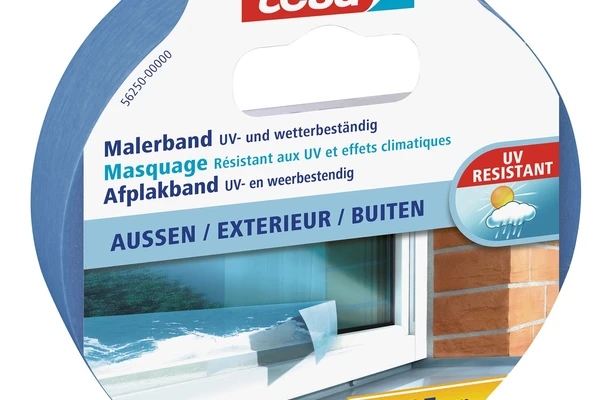 tesa
56250-00000
Malerband UV- und wetterbeständig
Masquage Résistant aux UV et effets climatiques
Afplakband UV- en weerbestendig
UV
RESISTANT
AUSSEN / EXTERIEUR / BUITEN